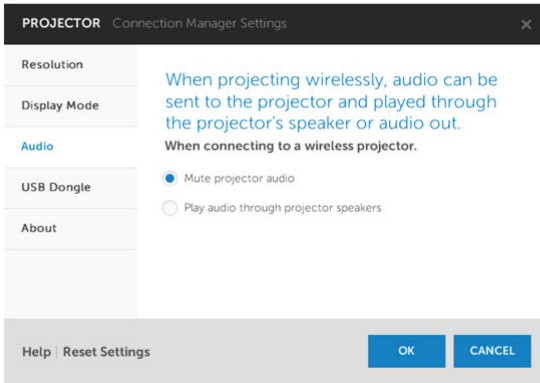 PROJECTOR Connection Manager Settings ×
Resolution
Display Mode
Audio
USB Dongle
About
When projecting wirelessly, audio can be
sent to the projector and played through
the projector's speaker or audio out.
When connecting to a wireless projector.
Mute projector audio
Play audio through projector speakers
Help | Reset Settings
OK
CANCEL